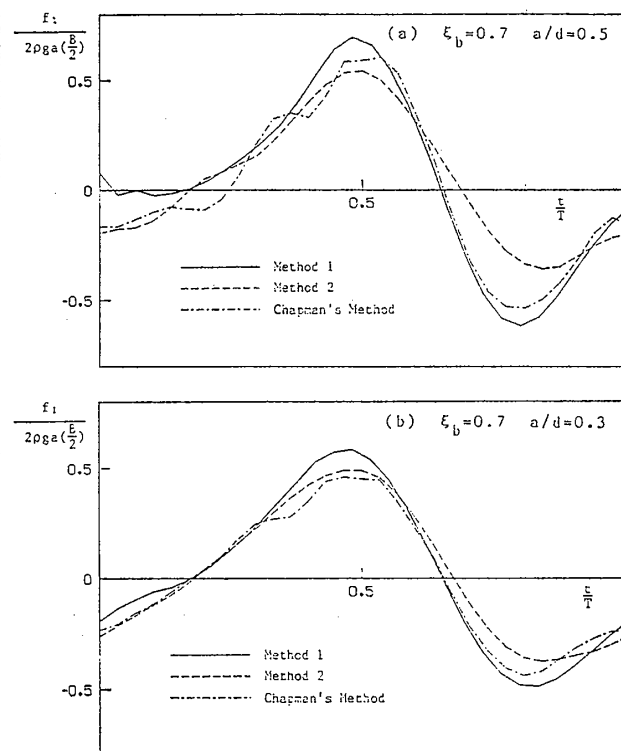 f₁
2ρga(B/2)
(a) ξb=0.7 a/d=0.5
0.5
0
0.5
t/T
Method 1
Method 2
Chapmen's Method
-0.5
f₁
2ρga(B/2)
(b) ξb=0.7 a/d=0.3
0.5
0
0.5
t/T
Method 1
Method 2
Chapmen's Method
-0.5